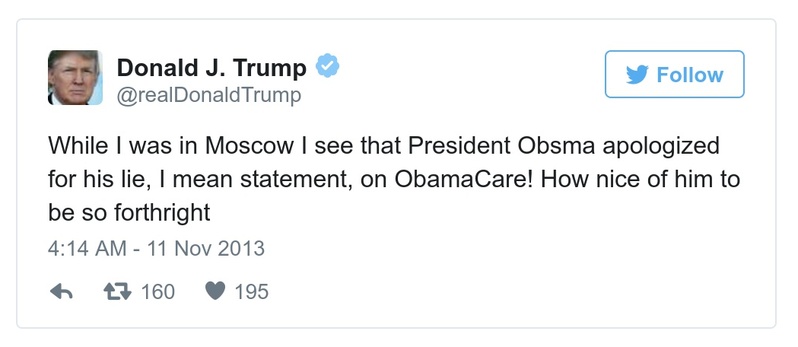 Donald J. Trump
@realDonaldTrump
Follow
While I was in Moscow I see that President Obsma apologized
for his lie, I mean statement, on ObamaCare! How nice of him to
be so forthright
4:14 AM - 11 Nov 2013
160 195